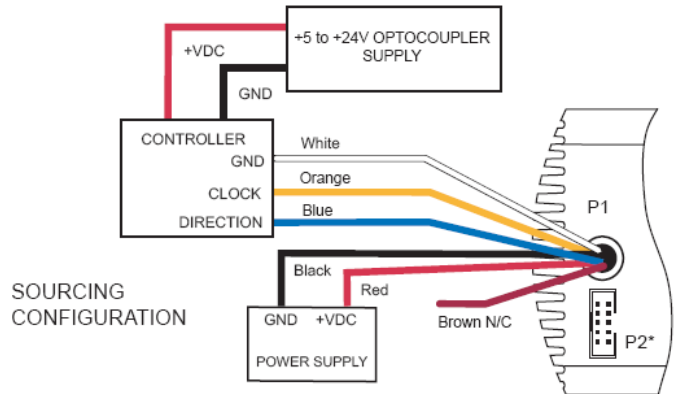 +5 to +24V OPTOCOUPLER
SUPPLY
+VDC
GND
CONTROLLER
GND
CLOCK
DIRECTION
White
Orange
Blue
P1
Black
Red
SOURCING
CONFIGURATION
GND +VDC
POWER SUPPLY
Brown N/C
P2*